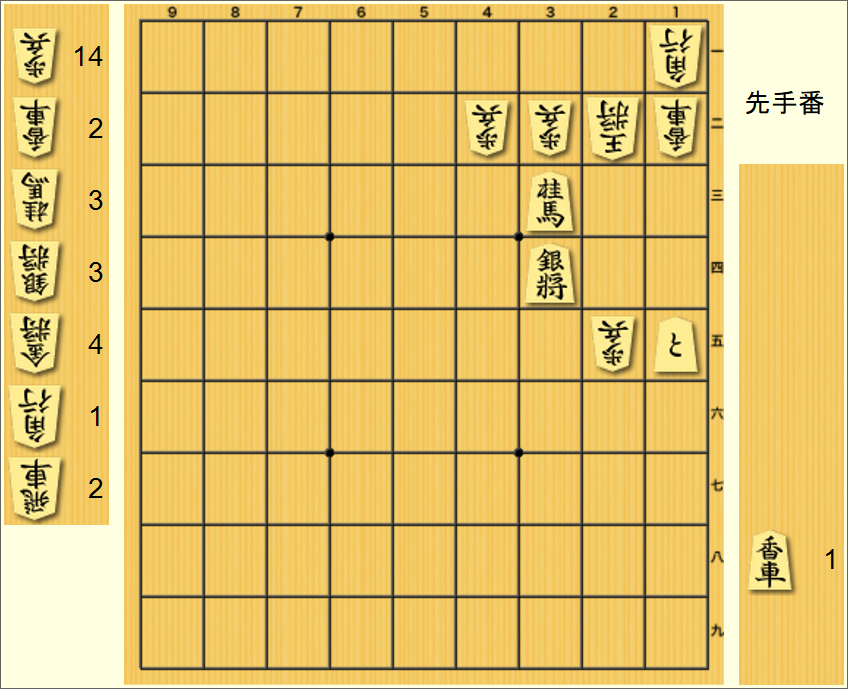 9 8 7 6 5 4 3 2 1
歩兵 14
香車 2
桂馬 3
銀将 3
金将 4
角行 1
飛車 2
角行 一
歩兵 歩兵 王将 香車 二
桂馬 三
銀将 四
歩兵 と 五
六
七
八
九
先手番
香車 1